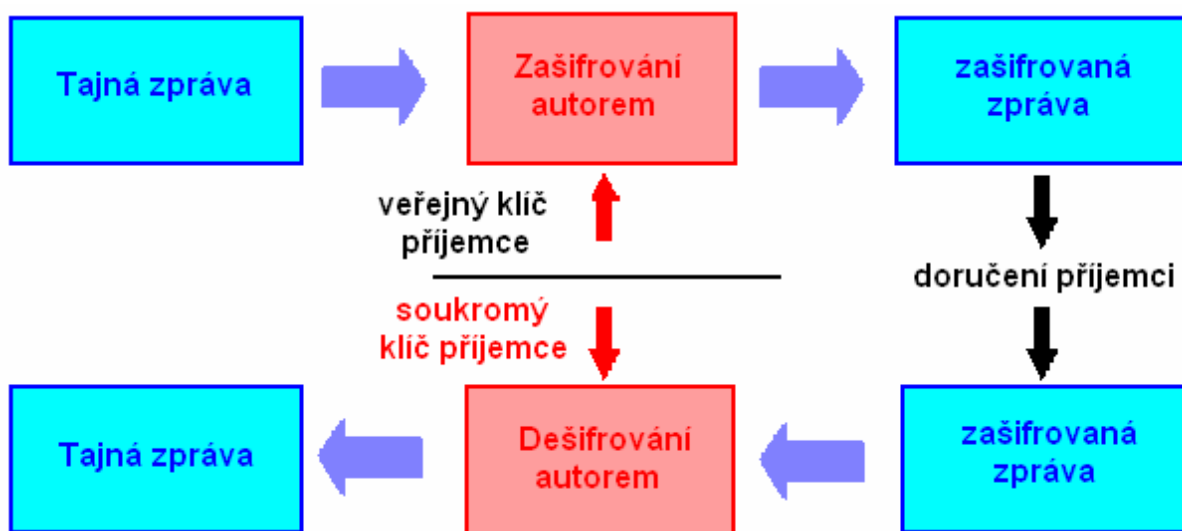 Tajná zpráva
Zašifrování
autorem
zašifrovaná
zpráva
veřejný klíč
příjemce
doručení příjemci
soukromý
klíč příjemce
Tajná zpráva
Dešifrování
autorem
zašifrovaná
zpráva